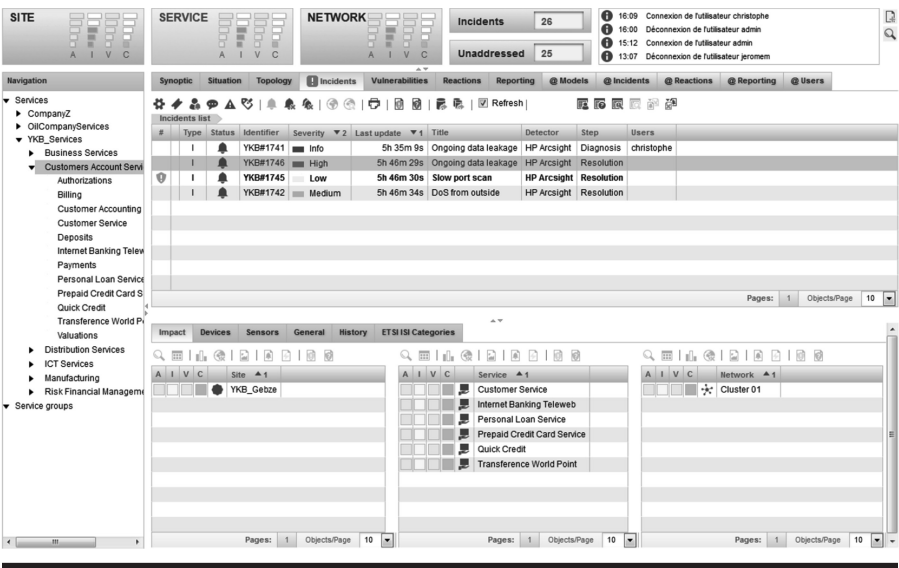 SITE
A I V C
SERVICE
A I V C
NETWORK
A I V C
Incidents 26
Unaddressed 25
16:09 Connexion de l'utilisateur christophe
16:00 Déconnexion de l'utilisateur admin
15:12 Connexion de l'utilisateur admin
13:07 Déconnexion de l'utilisateur jeromem
Navigation
Services
CompanyZ
OilCompanyServices
YKB_Services
Business Services
Customers Account Servi
Authorizations
Billing
Customer Accounting
Customer Service
Deposits
Internet Banking Telew
Payments
Personal Loan Service
Prepaid Credit Card S
Quick Credit
Transference World P
Valuations
Distribution Services
ICT Services
Manufacturing
Risk Financial Manageme
Service groups
Synoptic Situation Topology Incidents Vulnerabilities Reactions Reporting @ Models @ Incidents @ Reactions @ Reporting @ Users
Refresh
Incidents list
# Type Status Identifier Severity 2 Last update 1 Title Detector Step Users
I YKB#1741 Info 5h 35m 9s Ongoing data leakage HP Arcsight Diagnosis christophe
I YKB#1746 High 5h 46m 29s Ongoing data leakage HP Arcsight Resolution
I YKB#1745 Low 5h 46m 30s Slow port scan HP Arcsight Resolution
I YKB#1742 Medium 5h 46m 34s DoS from outside HP Arcsight Resolution
Pages: 1 Objects/Page 10
Impact Devices Sensors General History ETSI ISI Categories
A I V C Site 1
YKB_Gebze
Pages: 1 Objects/Page 10
A I V C Service 1
Customer Service
Internet Banking Teleweb
Personal Loan Service
Prepaid Credit Card Service
Quick Credit
Transference World Point
Pages: 1 Objects/Page 10
A I V C Network 1
Cluster 01
Pages: 1 Objects/Page 10